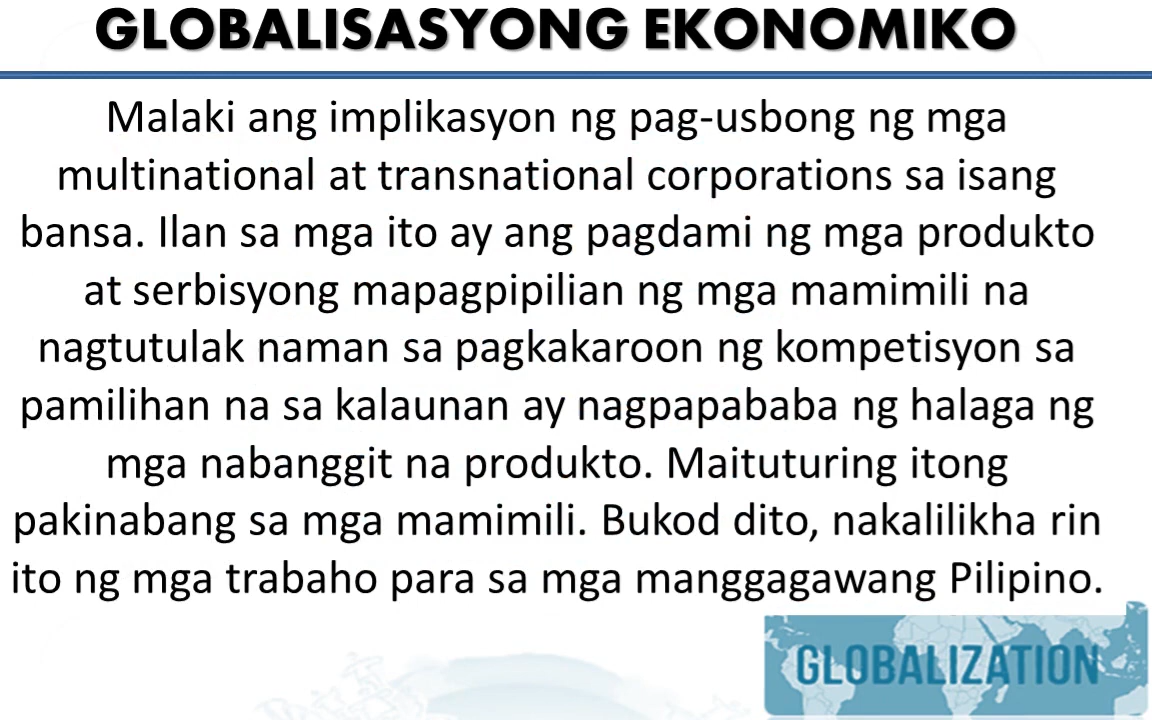 GLOBALISASYONG EKONOMIKO
Malaki ang implikasyon ng pag-usbong ng mga
multinational at transnational corporations sa isang
bansa. Ilan sa mga ito ay ang pagdami ng mga produkto
at serbisyong mapagpipilian ng mga mamimili na
nagtutulak naman sa pagkakaroon ng kompetisyon sa
pamilihan na sa kalaunan ay nagpapababa ng halaga ng
mga nabanggit na produkto. Maituturing itong
pakinabang sa mga mamimili. Bukod dito, nakalilikha rin
ito ng mga trabaho para sa mga manggagawang Pilipino.
GLOBALIZATION